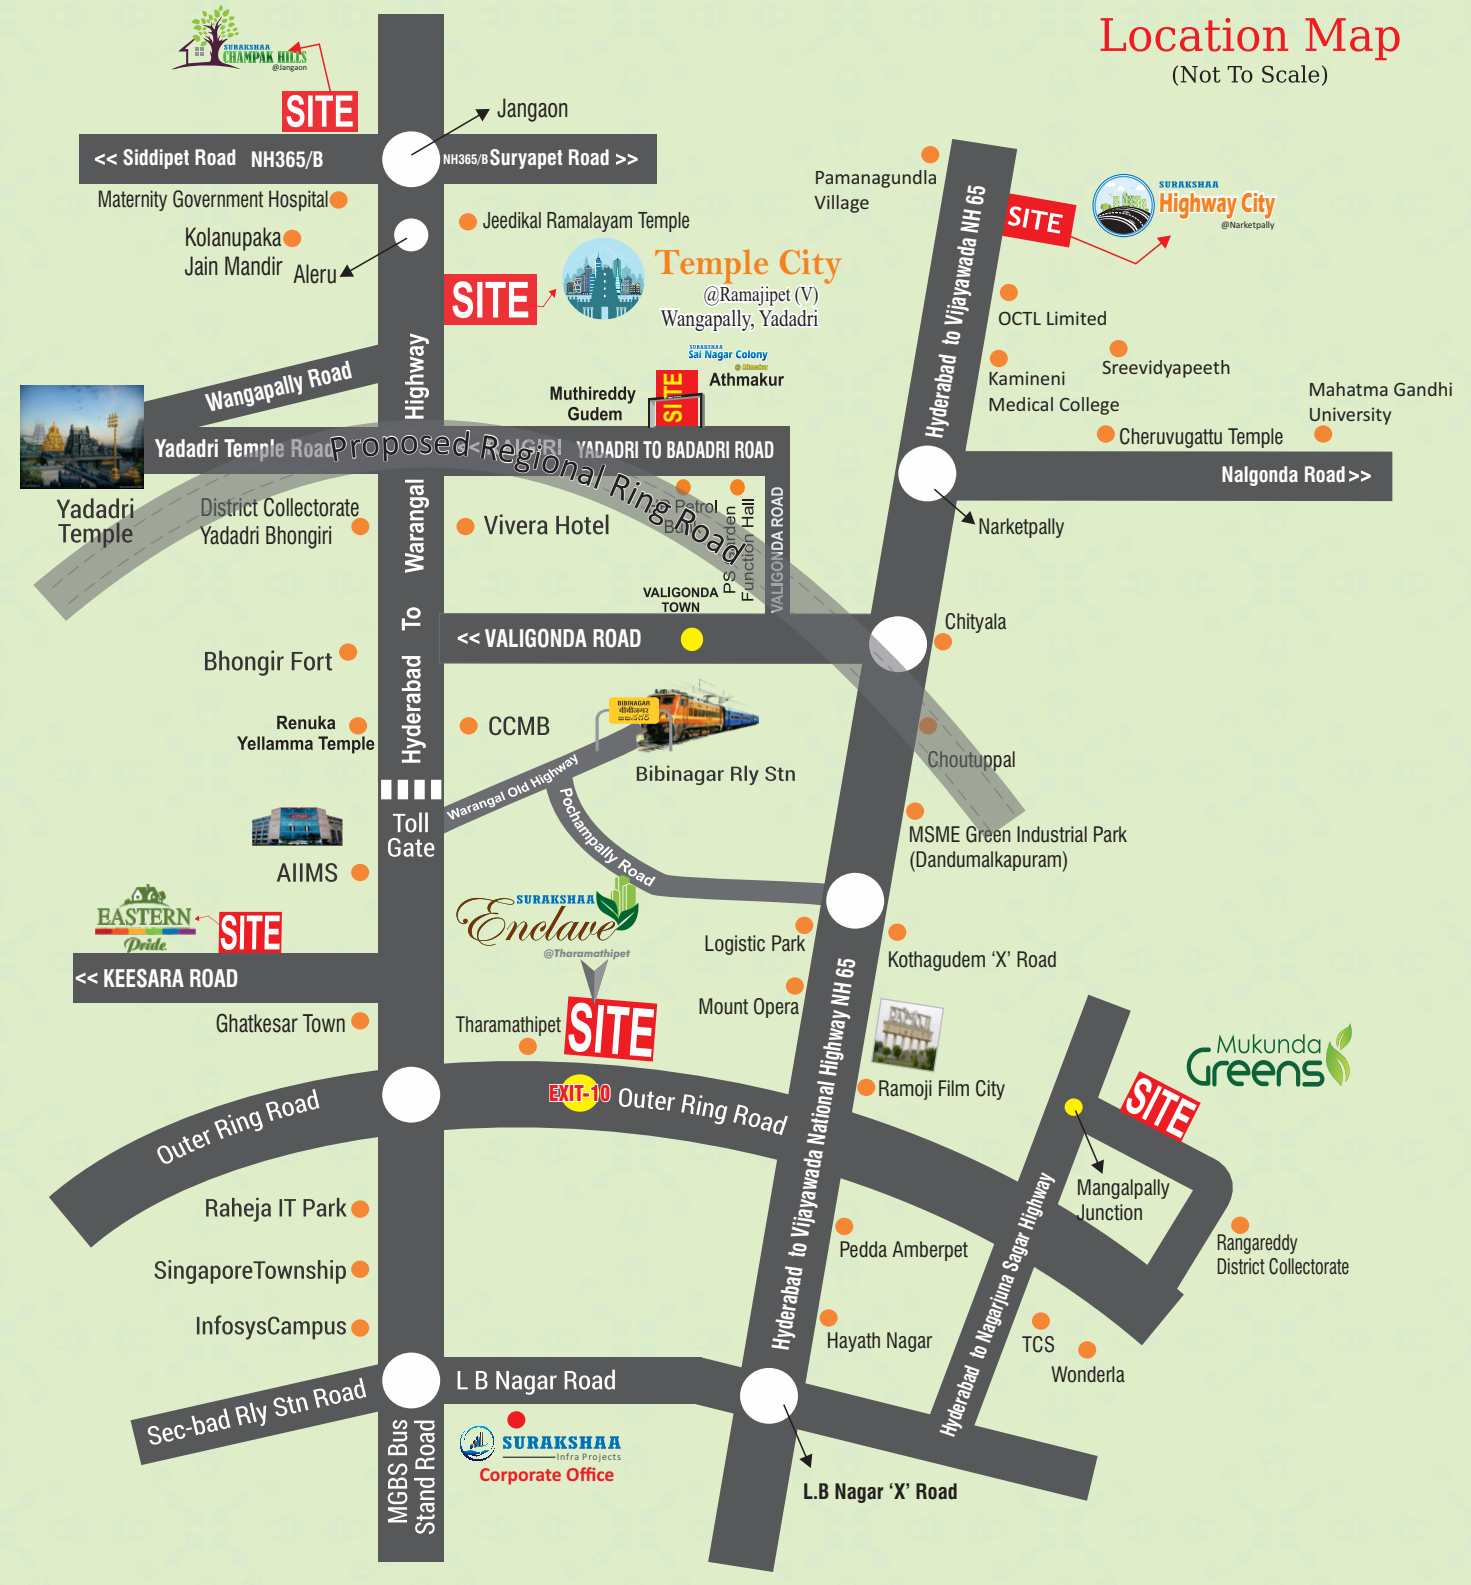 Location Map
(Not To Scale)
SURAKSHAA
CHAMPAK HILLS
@Jangaon
SITE
Jangaon
<< Siddipet Road NH365/B
NH365/B Suryapet Road >>
Maternity Government Hospital
Kolanupaka
Jain Mandir
Aleru
Jeedikal Ramalayam Temple
SITE
Temple City
@Ramajipet (V)
Wangapally, Yadadri
SURAKSHAA
Sai Nagar Colony
@ Athmakur
Athmakur
SITE
Muthireddy
Gudem
Pamanagundla
Village
SITE
SURAKSHAA
Highway City
@Narketpally
OCTL Limited
Kamineni
Medical College
Sreevidyapeeth
Mahatma Gandhi
University
Cheruvugattu Temple
Nalgonda Road >>
Narketpally
Hyderabad to Vijayawada NH 65
Wangapally Road
Yadadri Temple Road
YADADRI TO BADADRI ROAD
Proposed Regional Ring Road
Yadadri
Temple
District Collectorate
Yadadri Bhongiri
Vivera Hotel
PS Garden
Function Hall
VALIGONDA ROAD
VALIGONDA
TOWN
<< VALIGONDA ROAD
Chityala
Hyderabad To Warangal Highway
Bhongir Fort
Renuka
Yellamma Temple
CCMB
BIBINAGAR
बीबीनगर
Bibinagar Rly Stn
Choutuppal
Warangal Old Highway
Pochampally Road
Toll
Gate
MSME Green Industrial Park
(Dandumalkapuram)
AIIMS
EASTERN
Pride
SITE
<< KEESARA ROAD
SURAKSHAA
Enclave
@Tharamathipet
SITE
Tharamathipet
Logistic Park
Kothagudem ‘X’ Road
Mount Opera
Ghatkesar Town
Ramoji Film City
Mukunda
Greens
SITE
Outer Ring Road
EXIT-10
Outer Ring Road
Hyderabad to Vijayawada National Highway NH 65
Mangalpally
Junction
Rangareddy
District Collectorate
Raheja IT Park
SingaporeTownship
InfosysCampus
Pedda Amberpet
Hayath Nagar
Hyderabad to Nagarjuna Sagar Highway
TCS
Wonderla
Sec-bad Rly Stn Road
L B Nagar Road
MGBS Bus
Stand Road
SURAKSHAA
Infra Projects
Corporate Office
L.B Nagar ‘X’ Road